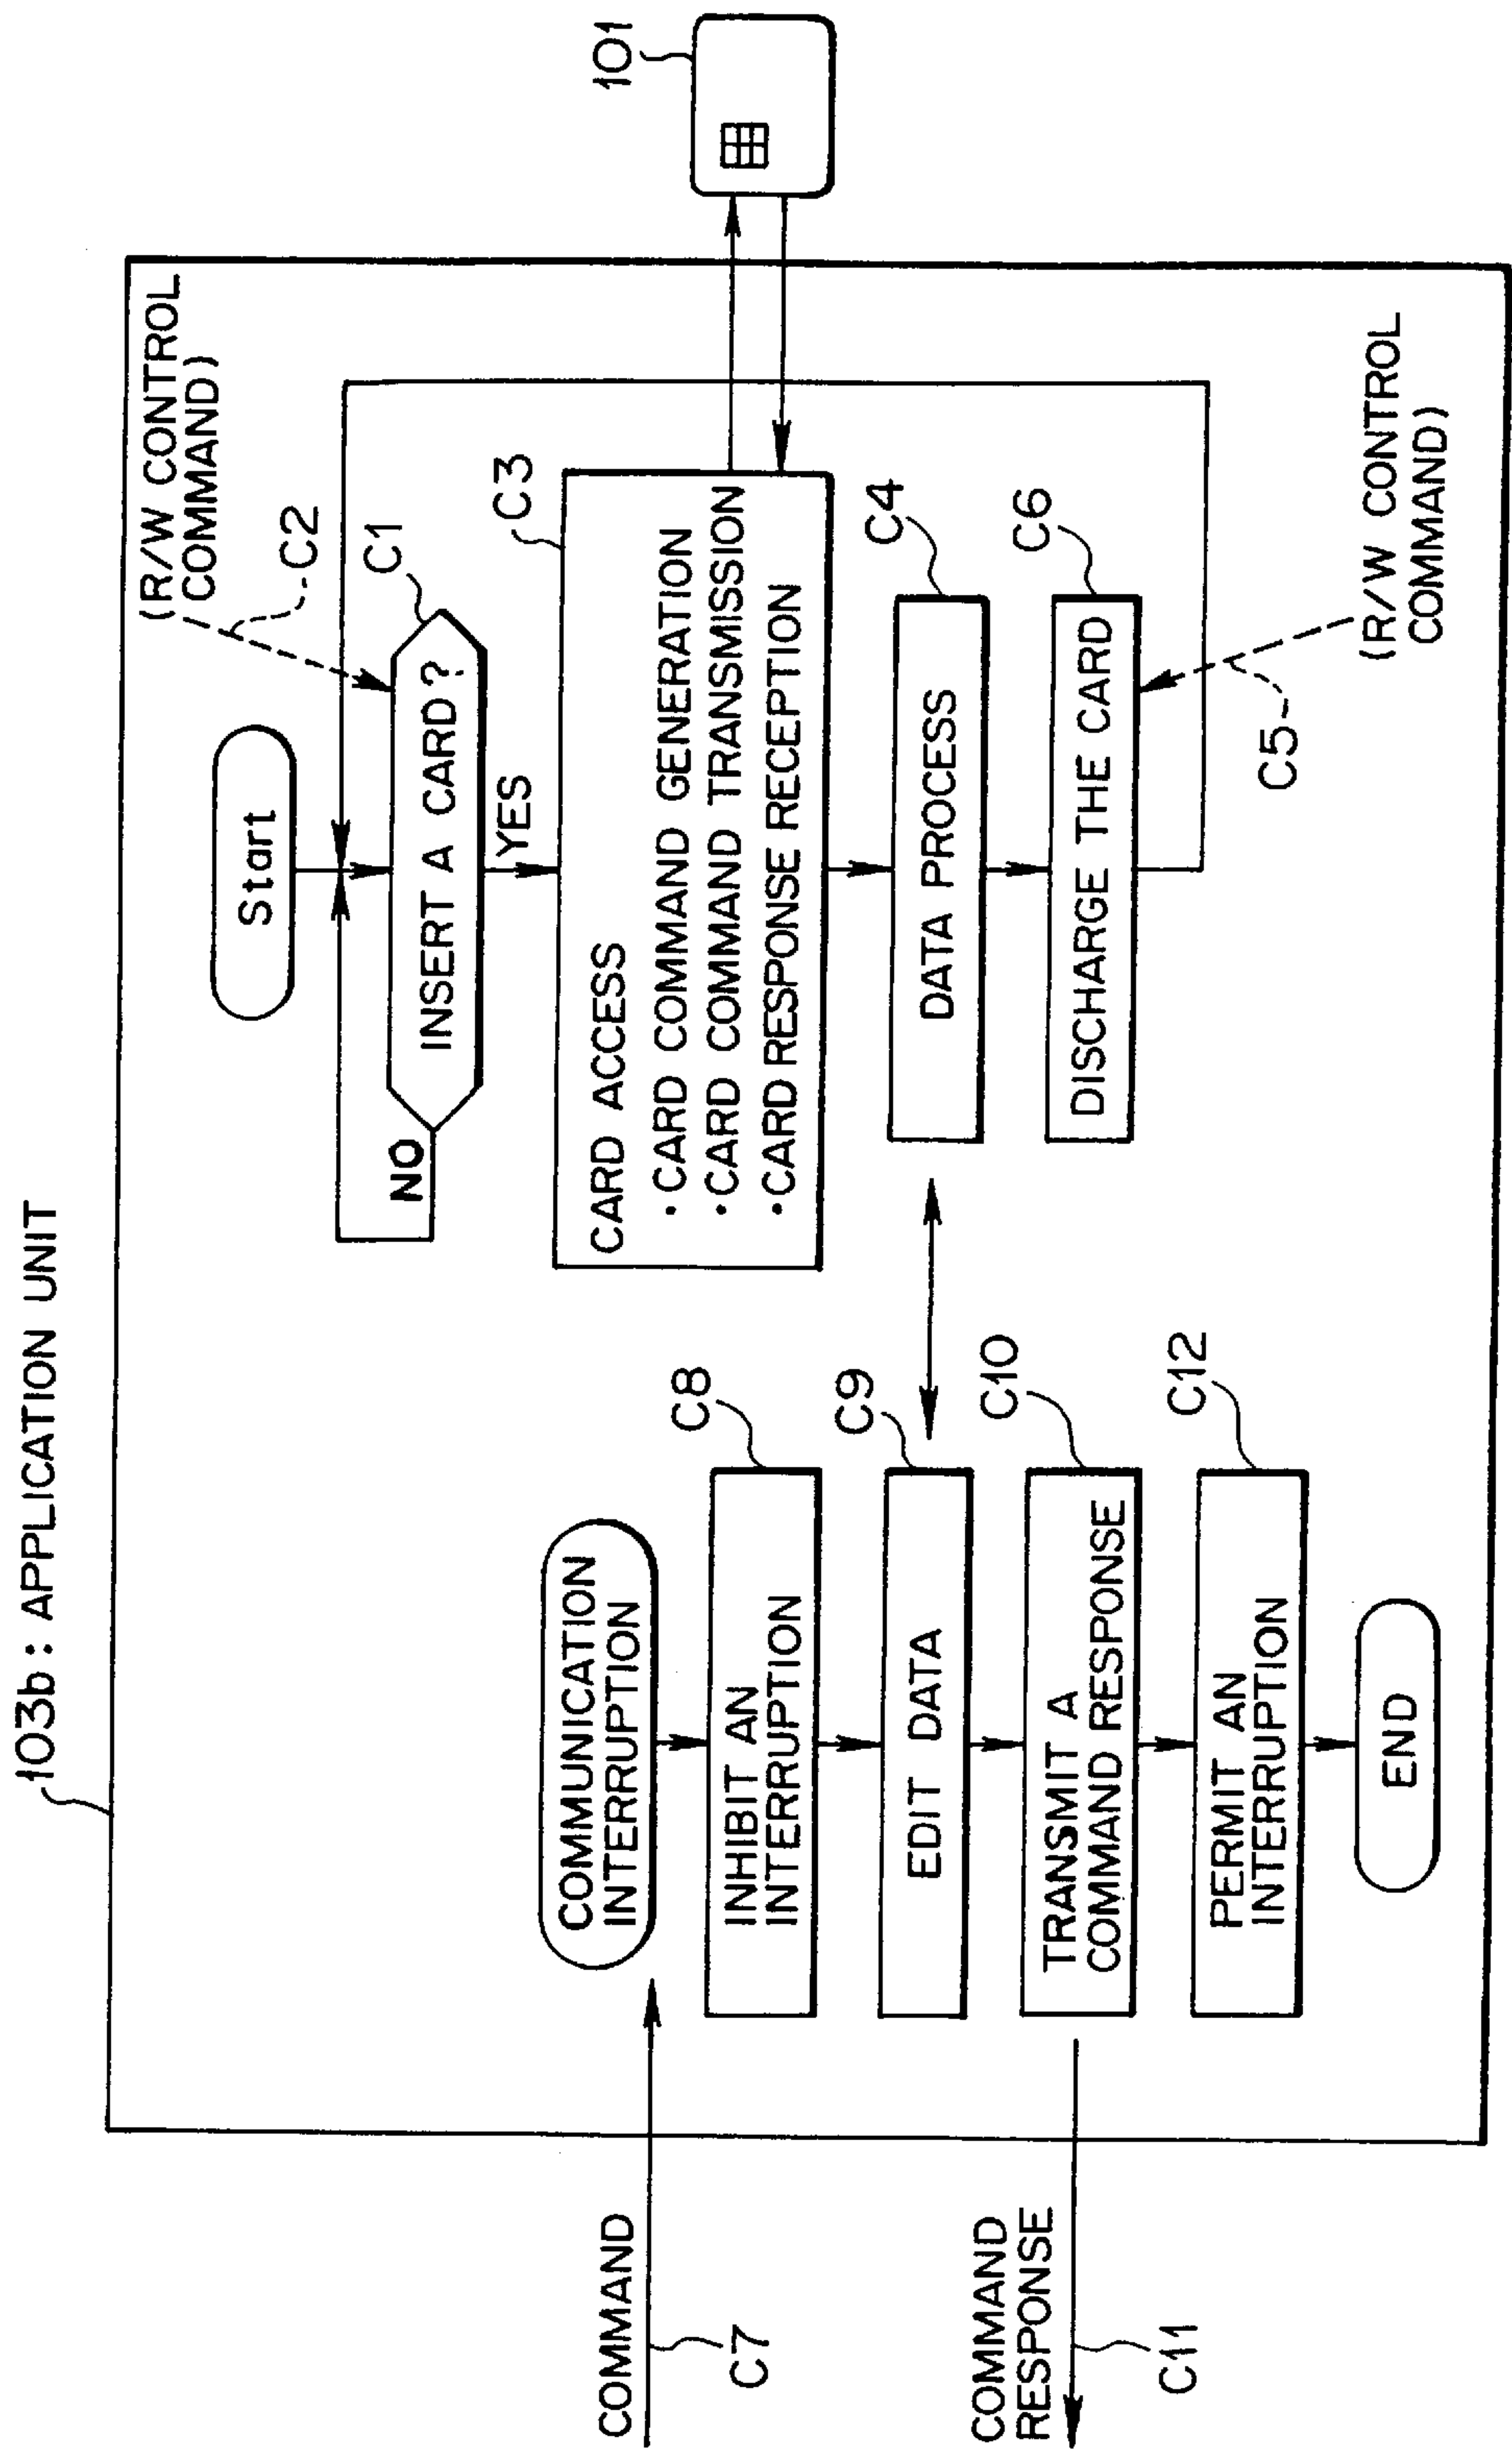 103b: APPLICATION UNIT
COMMAND
C7
COMMAND
RESPONSE
C11
COMMUNICATION
INTERRUPTION
INHIBIT AN
INTERRUPTION
C8
EDIT DATA
C9
TRANSMIT A
COMMAND RESPONSE
C10
PERMIT AN
INTERRUPTION
C12
END
Start
(R/W CONTROL
COMMAND)
C2
INSERT A CARD?
C1
NO
YES
CARD ACCESS
C3
・CARD COMMAND GENERATION
・CARD COMMAND TRANSMISSION
・CARD RESPONSE RECEPTION
DATA PROCESS
C4
DISCHARGE THE CARD
C6
C5
(R/W CONTROL
COMMAND)
101